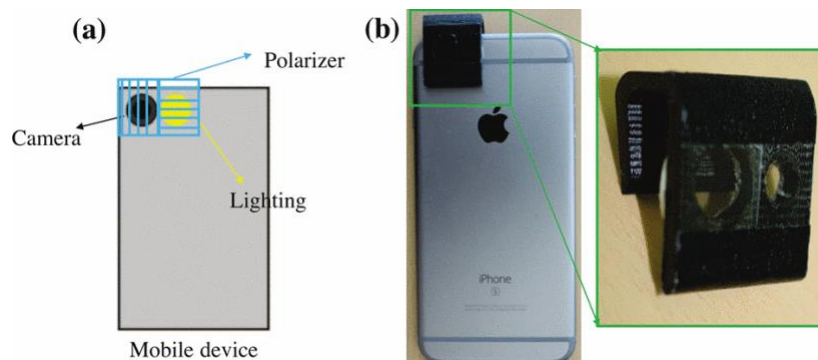 (a)
Polarizer
Camera
Lighting
Mobile device
(b)
iPhone
S